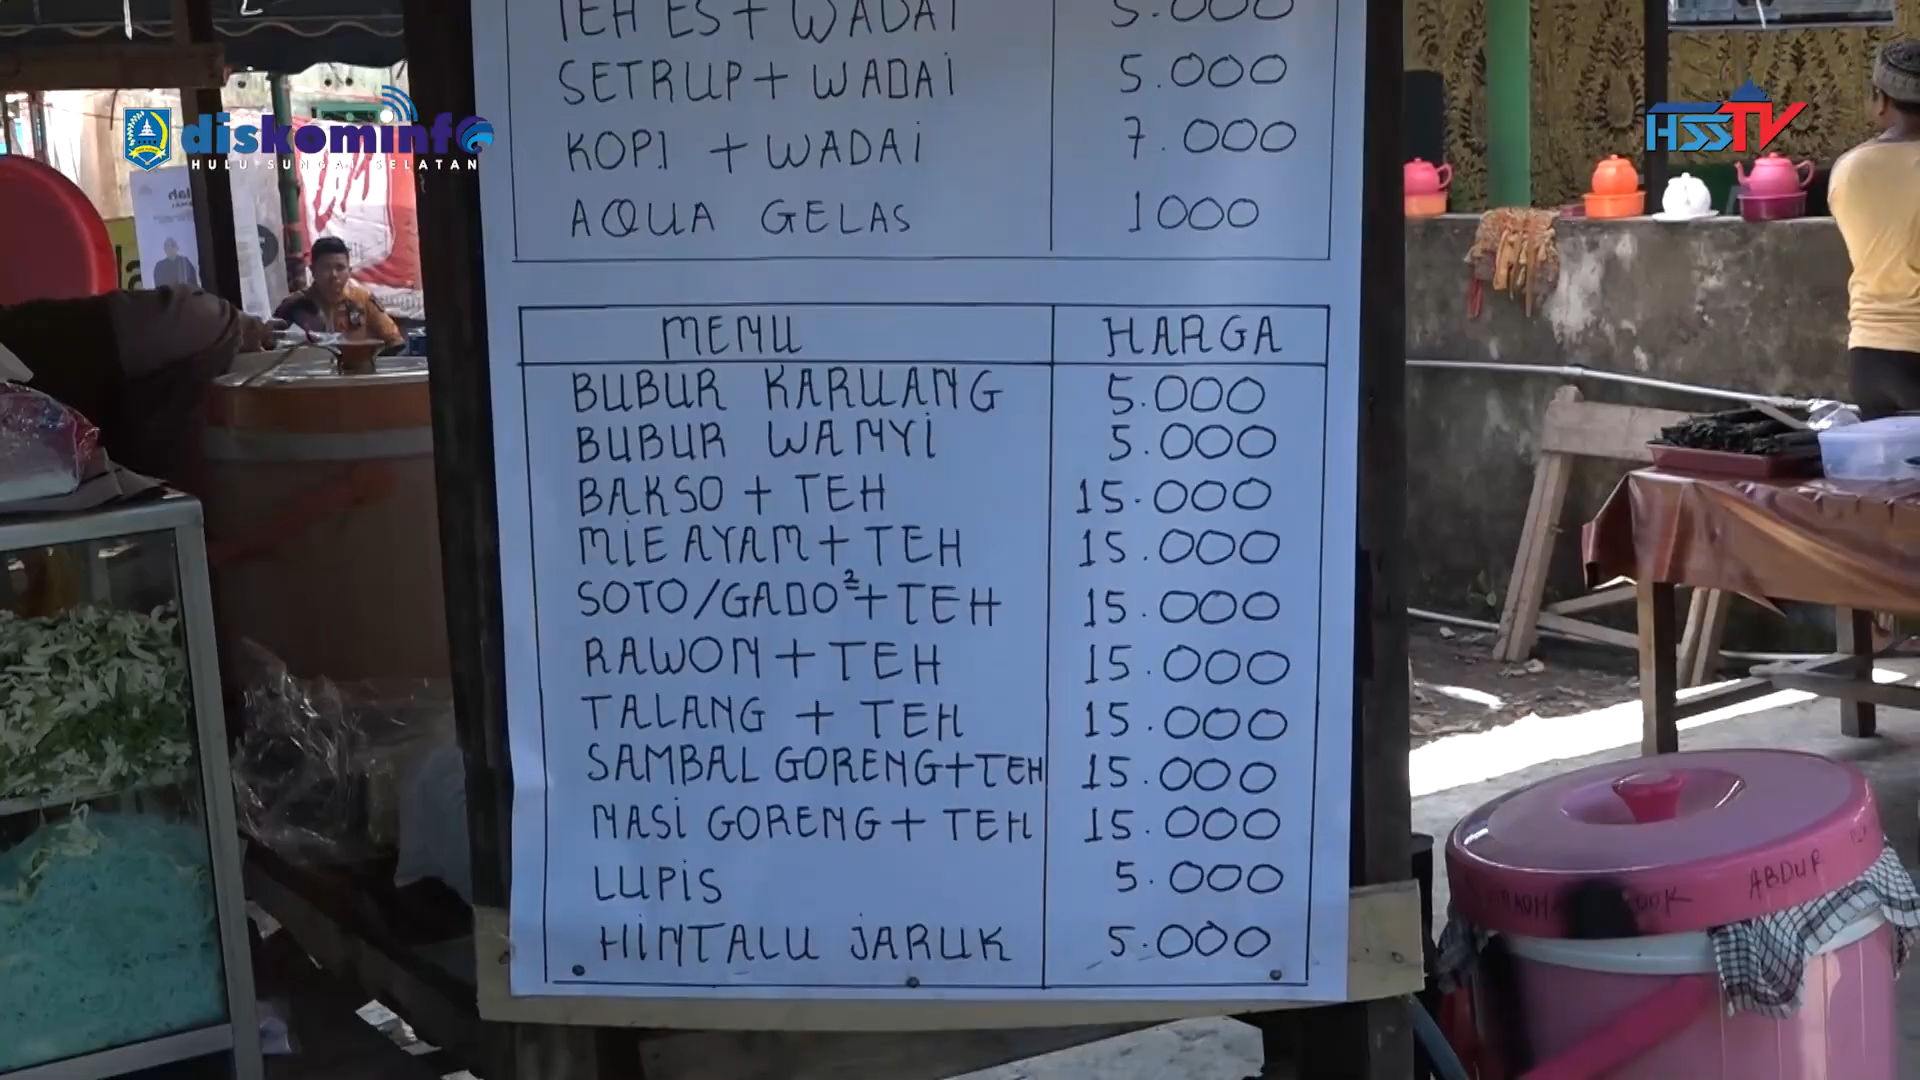 TEH ES + WADAI 5.000
SETRUP + WADAI 5.000
KOPI + WADAI 7.000
AQUA GELAS 1000
diskominfo
HULU SUNGAI SELATAN
HSSTV
MENU HARGA
BUBUR KARUANG 5.000
BUBUR WANYI 5.000
BAKSO + TEH 15.000
MIE AYAM + TEH 15.000
SOTO/GADO² + TEH 15.000
RAWON + TEH 15.000
TALANG + TEH 15.000
SAMBAL GORENG + TEH 15.000
NASI GORENG + TEH 15.000
LUPIS 5.000
HINTALU JARUK 5.000
ABDUR